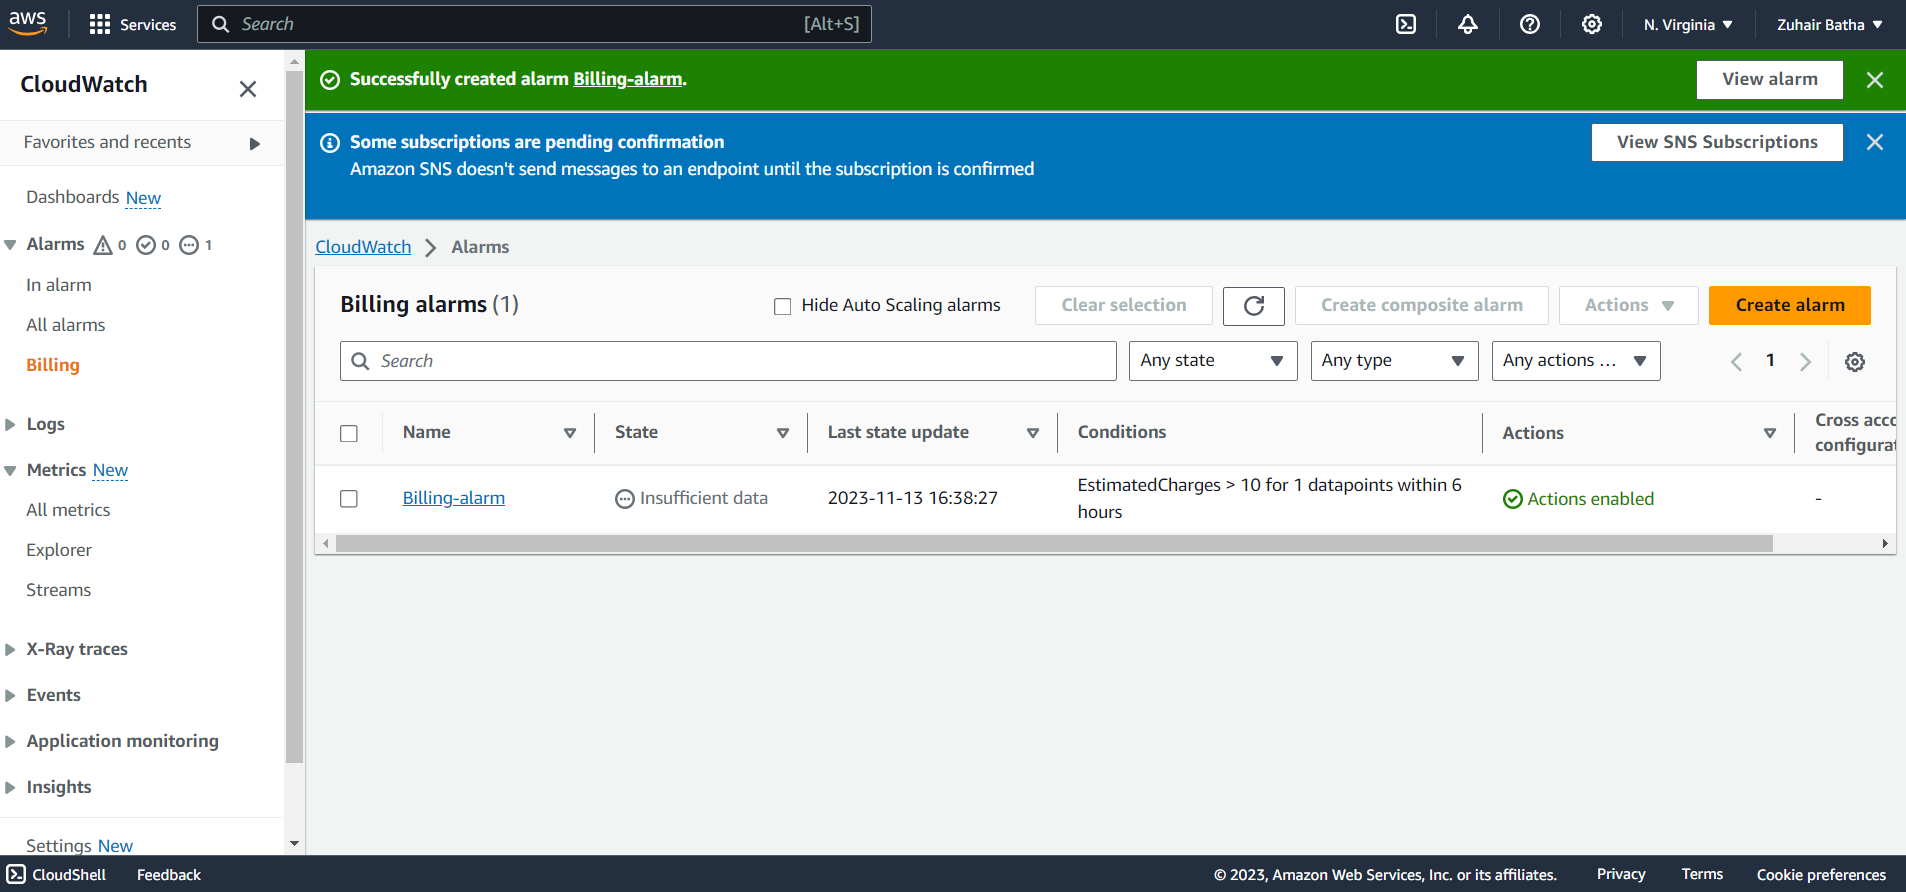 aws Services Search [Alt+S] N. Virginia Zuhair Batha
CloudWatch
Favorites and recents
Dashboards New
Alarms 0 0 1
In alarm
All alarms
Billing
Logs
Metrics New
All metrics
Explorer
Streams
X-Ray traces
Events
Application monitoring
Insights
Settings New
Successfully created alarm Billing-alarm. View alarm
Some subscriptions are pending confirmation View SNS Subscriptions
Amazon SNS doesn't send messages to an endpoint until the subscription is confirmed
CloudWatch Alarms
Billing alarms (1) Hide Auto Scaling alarms Clear selection Create composite alarm Actions Create alarm
Search Any state Any type Any actions ... 1
Name State Last state update Conditions Actions Cross acco
configurat
Billing-alarm Insufficient data 2023-11-13 16:38:27 EstimatedCharges > 10 for 1 datapoints within 6
hours Actions enabled -
CloudShell Feedback © 2023, Amazon Web Services, Inc. or its affiliates. Privacy Terms Cookie preferences